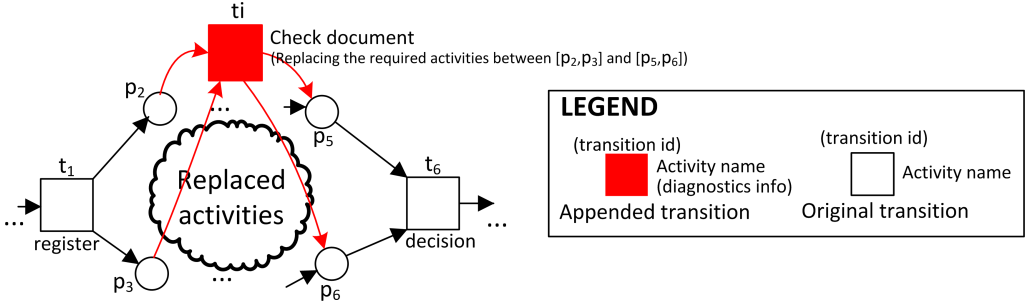 ti
Check document
(Replacing the required activities between [p2,p3] and [p5,p6])
p2
...
p5
t1
Replaced
activities
t6
...
register
decision
...
p3
...
p6
LEGEND
(transition id)
Activity name
(diagnostics info)
Appended transition
(transition id)
Activity name
Original transition